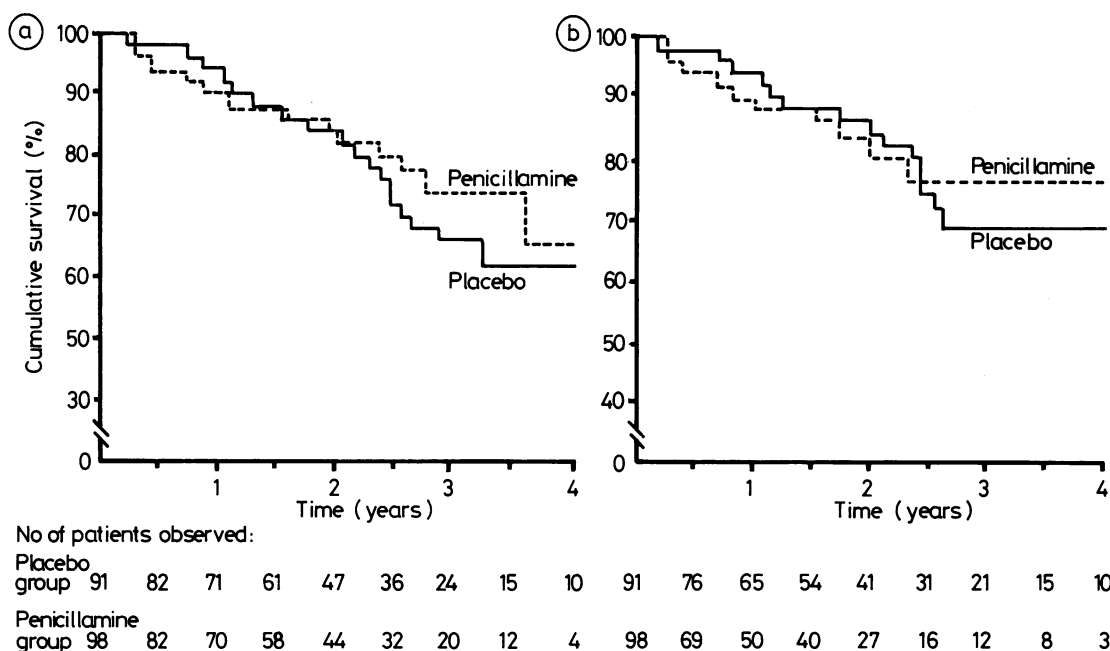 a
b
Cumulative survival (%)
100
90
80
70
60
50
30
0
1
2
3
4
Time (years)
Penicillamine
Placebo
100
90
80
70
60
50
40
0
1
2
3
4
Time (years)
Penicillamine
Placebo
No of patients observed:
Placebo
group 91 82 71 61 47 36 24 15 10 91 76 65 54 41 31 21 15 10
Penicillamine
group 98 82 70 58 44 32 20 12 4 98 69 50 40 27 16 12 8 3